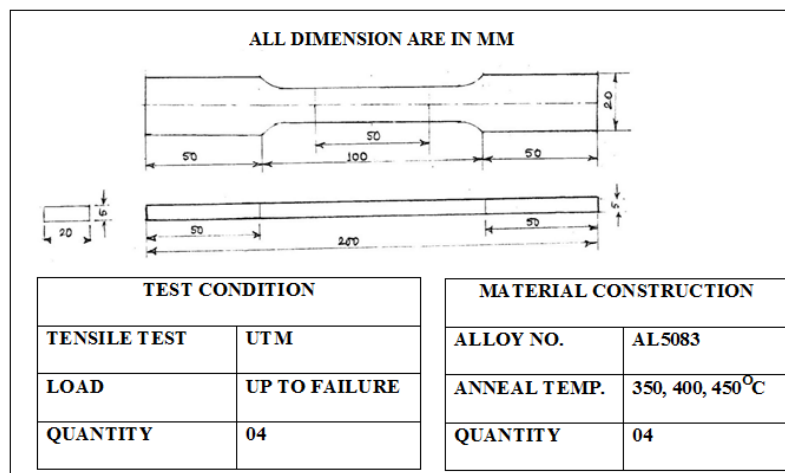 ALL DIMENSION ARE IN MM
20
50
50 100 50
5 5
20 50 50
200
TEST CONDITION
TENSILE TEST UTM
LOAD UP TO FAILURE
QUANTITY 04
MATERIAL CONSTRUCTION
ALLOY NO. AL5083
ANNEAL TEMP. 350, 400, 450°C
QUANTITY 04